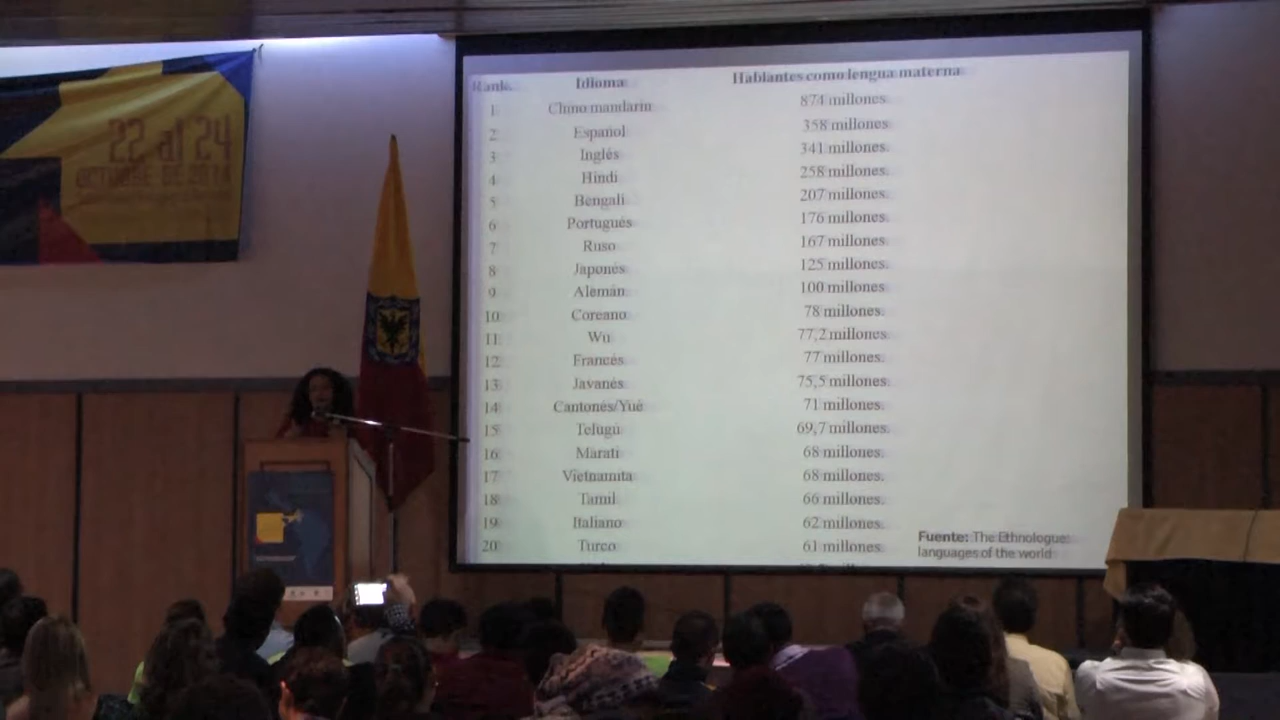 22 al 24
Rank. Idioma Hablantes como lengua materna
1 Chino mandarín 874 millones.
2 Español 358 millones
3 Inglés 341 millones.
4 Hindi 258 millones.
5 Bengalí 207 millones.
6 Portugués 176 millones.
7 Ruso 167 millones.
8 Japonés 125 millones.
9 Alemán 100 millones.
10 Coreano 78 millones.
11 Wu 77,2 millones.
12 Francés 77 millones.
13 Javanés 75,5 millones.
14 Cantonés/Yué 71 millones.
15 Telugú 69,7 millones.
16 Maratí 68 millones.
17 Vietnamita 68 millones.
18 Tamil 66 millones.
19 Italiano 62 millones.
20 Turco 61 millones.
Fuente: The Ethnologue:
languages of the world